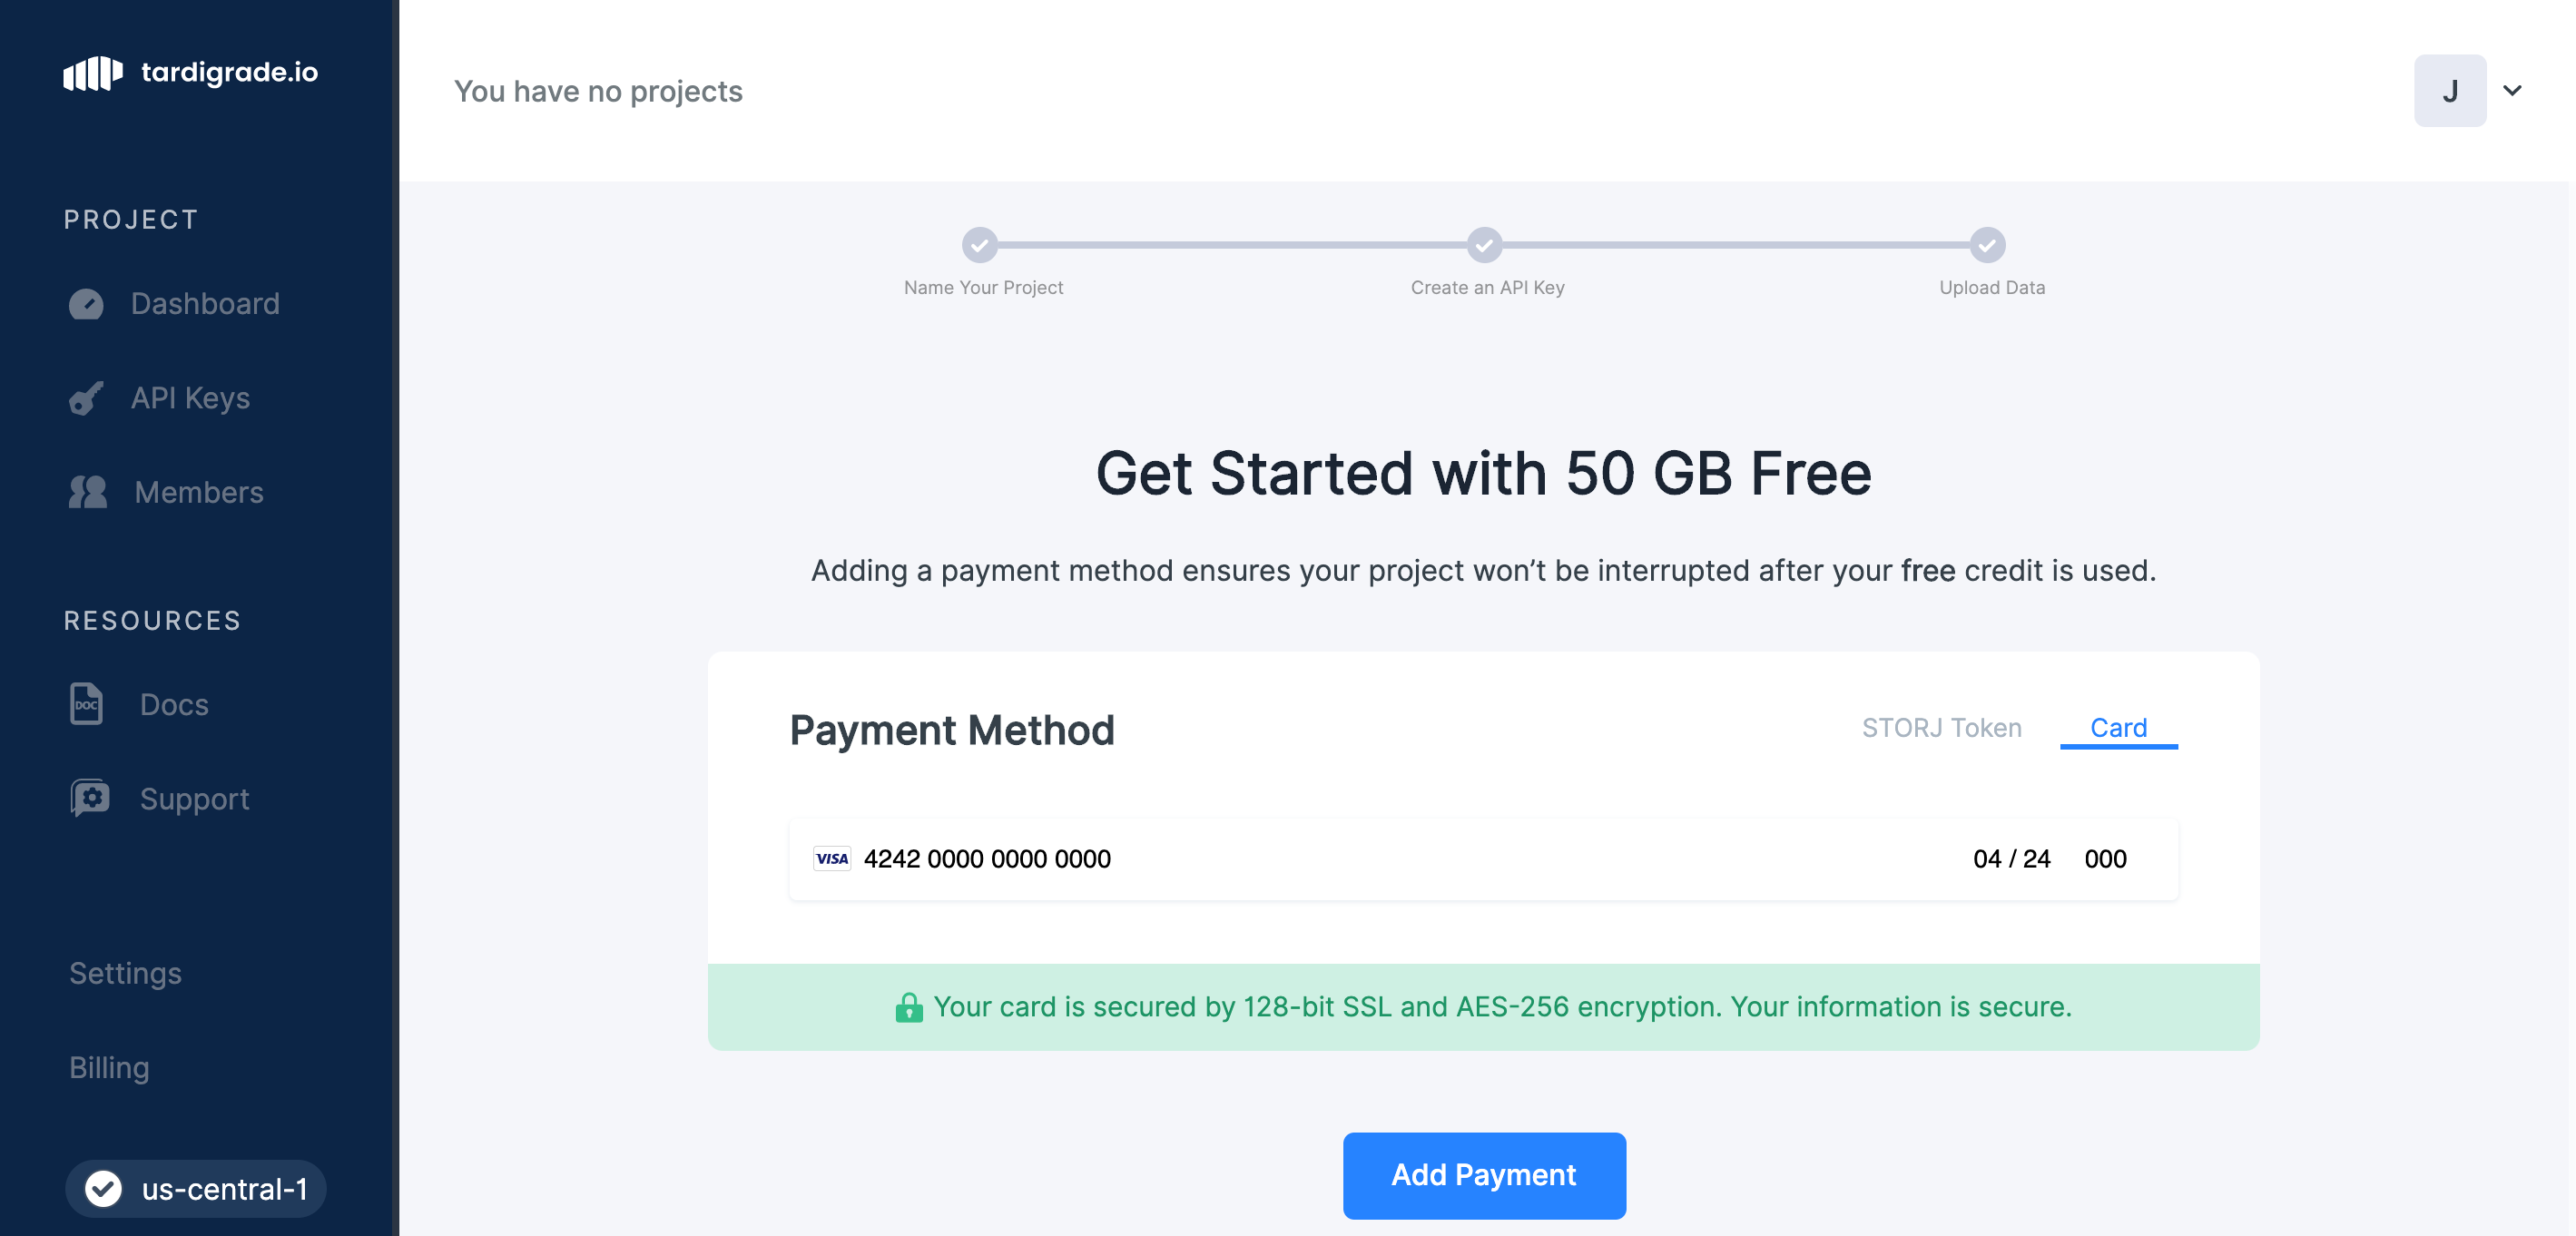 tardigrade.io
You have no projects
J
PROJECT
Dashboard
API Keys
Members
RESOURCES
DOC
Docs
Support
Settings
Billing
us-central-1
Name Your Project
Create an API Key
Upload Data
Get Started with 50 GB Free
Adding a payment method ensures your project won’t be interrupted after your free credit is used.
Payment Method
STORJ Token
Card
VISA 4242 0000 0000 0000 04 / 24 000
Your card is secured by 128-bit SSL and AES-256 encryption. Your information is secure.
Add Payment